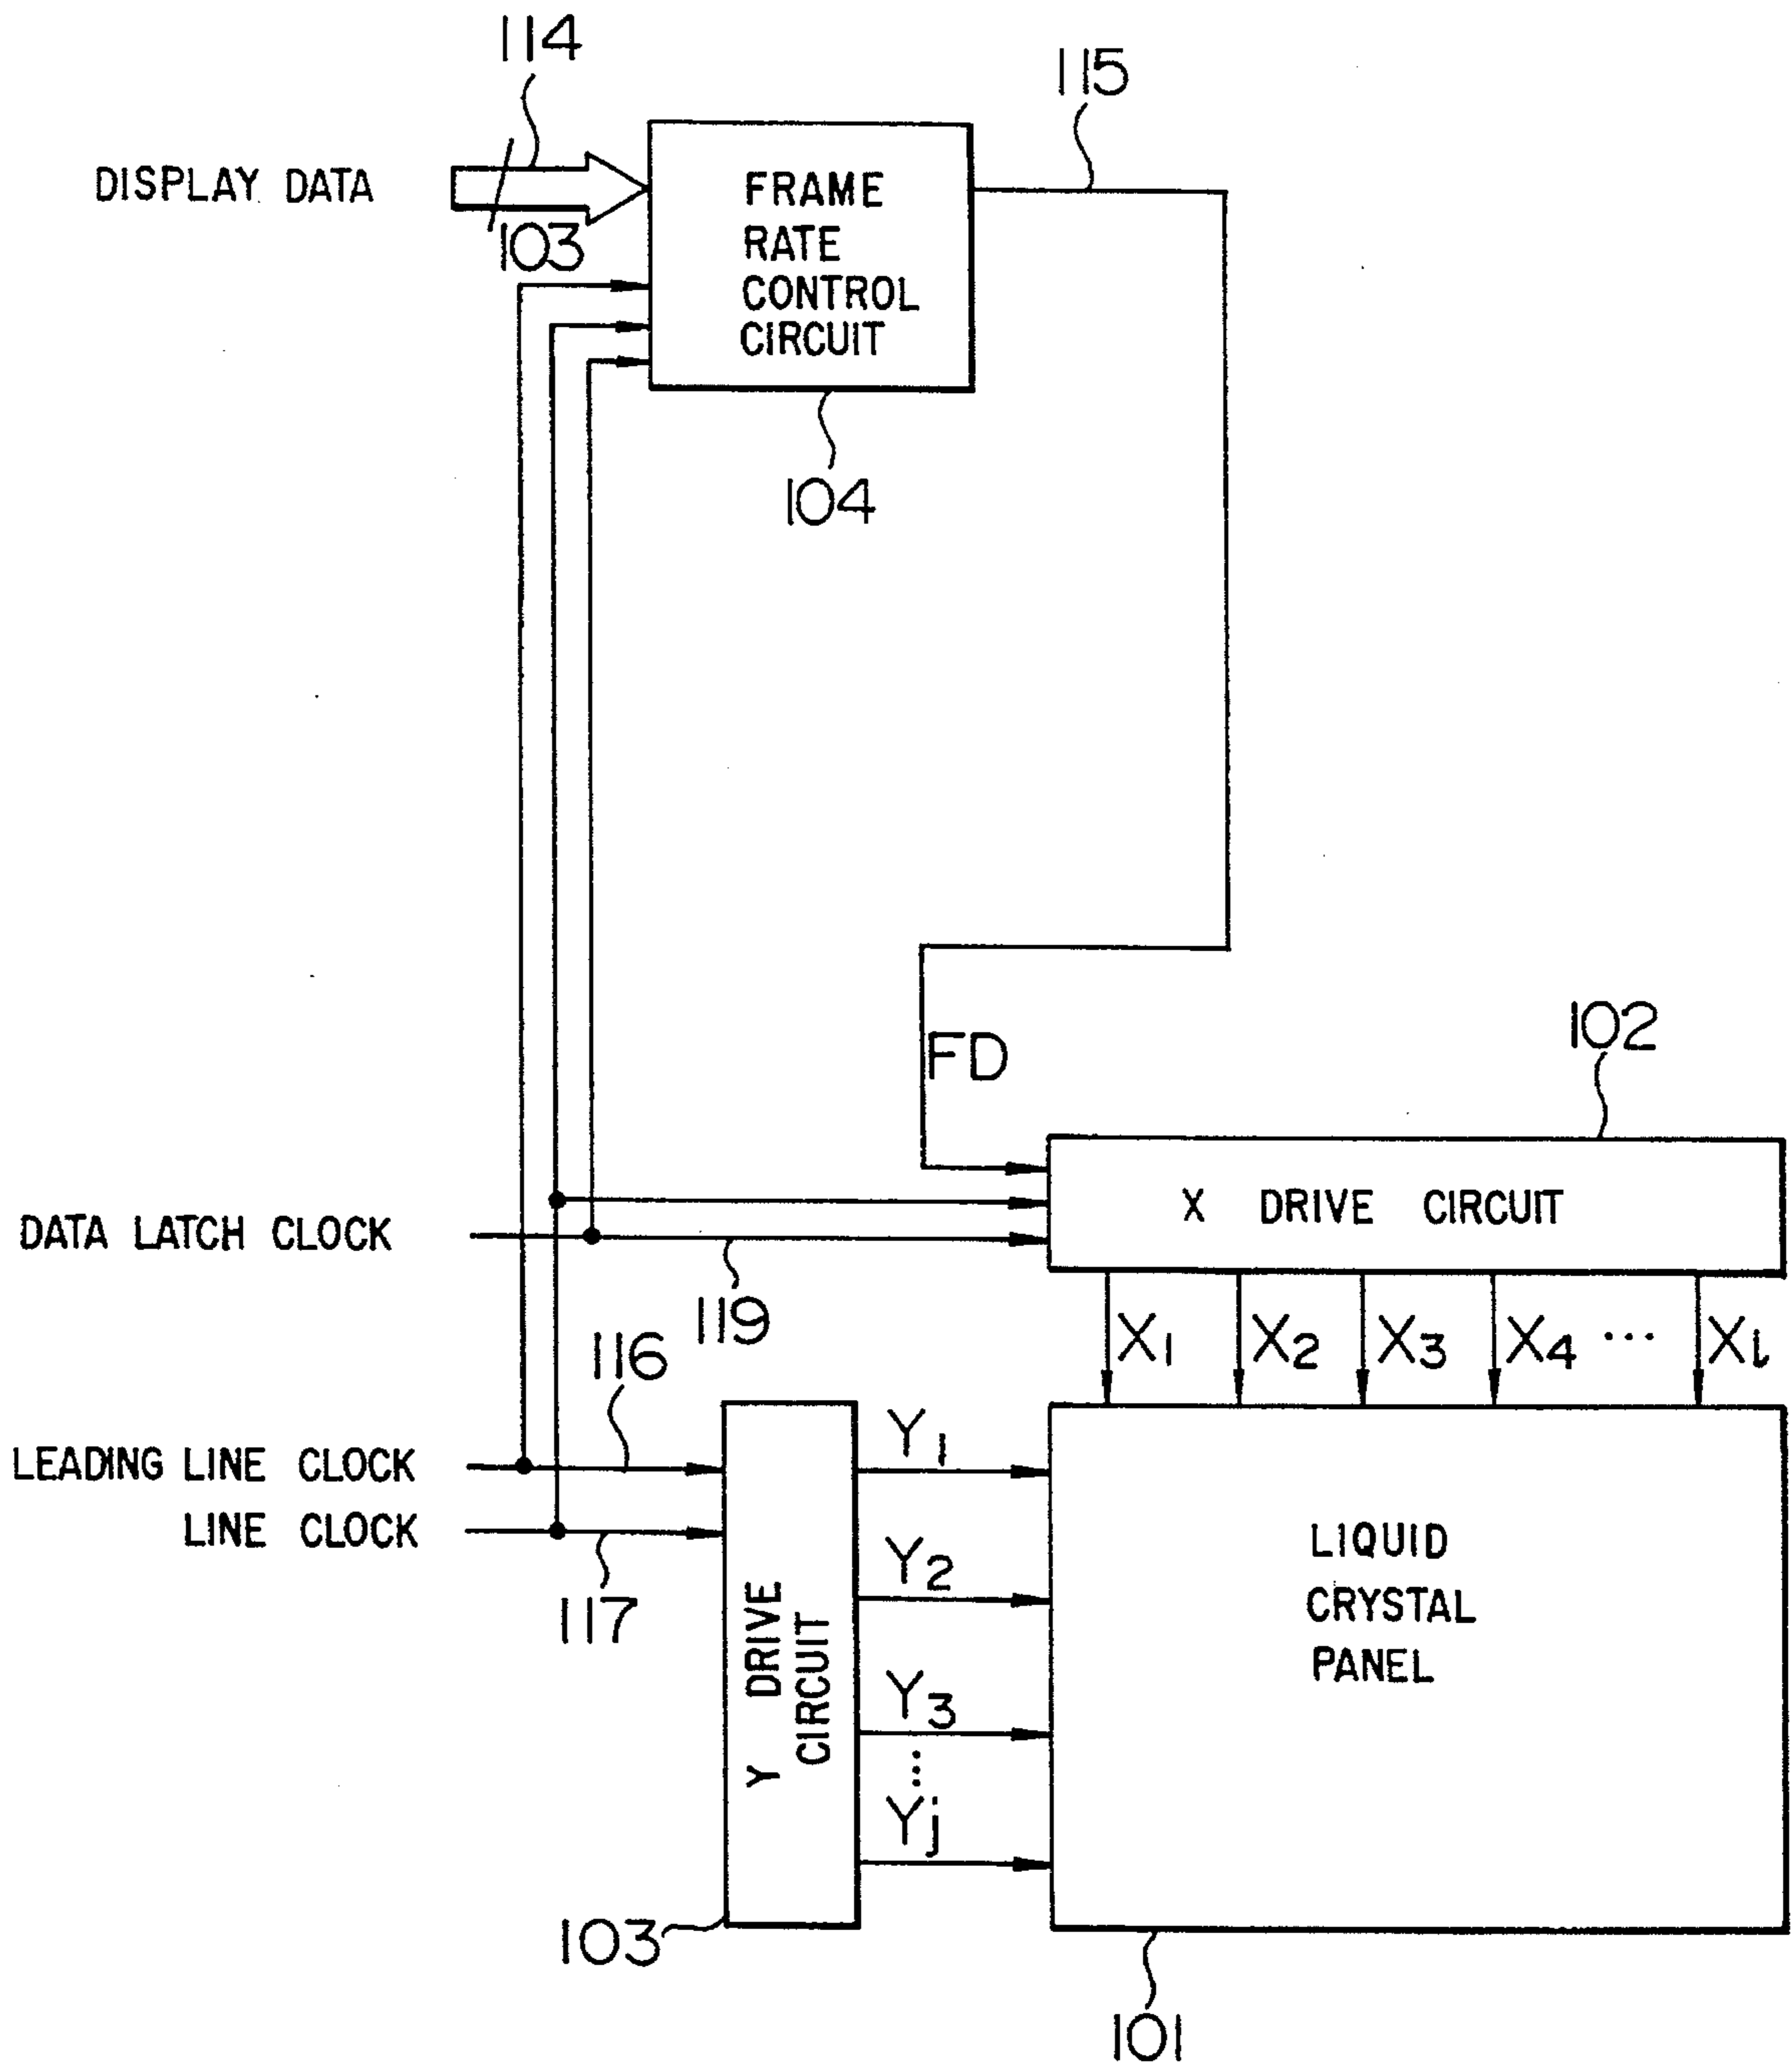 114
115
DISPLAY DATA
103
FRAME
RATE
CONTROL
CIRCUIT
104
FD
102
X DRIVE CIRCUIT
DATA LATCH CLOCK
119
X1 X2 X3 X4 ... Xi
116
LEADING LINE CLOCK
LINE CLOCK
117
Y DRIVE
CIRCUIT
Y1
Y2
Y3
...
Yj
LIQUID
CRYSTAL
PANEL
103
101